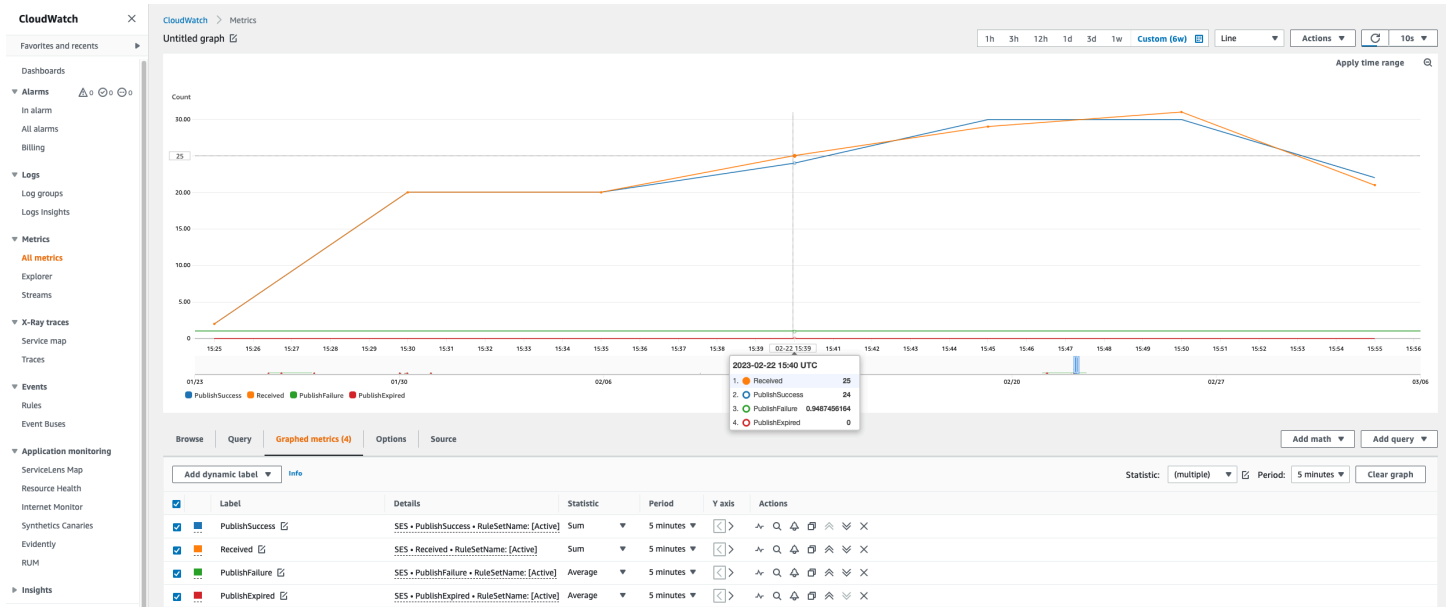 CloudWatch
Favorites and recents
Dashboards
Alarms 0 0 0
In alarm
All alarms
Billing
Logs
Log groups
Logs Insights
Metrics
All metrics
Explorer
Streams
X-Ray traces
Service map
Traces
Events
Rules
Event Buses
Application monitoring
ServiceLens Map
Resource Health
Internet Monitor
Synthetics Canaries
Evidently
RUM
Insights
CloudWatch > Metrics
Untitled graph
1h 3h 12h 1d 3d 1w Custom (6w) Line Actions 10s
Apply time range
Count
30.00
25
20.00
15.00
10.00
5.00
0
15:25 15:26 15:27 15:28 15:29 15:30 15:31 15:32 15:33 15:34 15:35 15:36 15:37 15:38 15:39 02-22 15:39 15:41 15:42 15:43 15:44 15:45 15:46 15:47 15:48 15:49 15:50 15:51 15:52 15:53 15:54 15:55 15:56
01/23 01/30 02/06 02/20 02/27 03/06
PublishSuccess Received PublishFailure PublishExpired
2023-02-22 15:40 UTC
1. Received 25
2. PublishSuccess 24
3. PublishFailure 0.9487456164
4. PublishExpired 0
Browse Query Graphed metrics (4) Options Source Add math Add query
Add dynamic label Info Statistic: (multiple) Period: 5 minutes Clear graph
Label Details Statistic Period Y axis Actions
PublishSuccess SES • PublishSuccess • RuleSetName: [Active] Sum 5 minutes
Received SES • Received • RuleSetName: [Active] Sum 5 minutes
PublishFailure SES • PublishFailure • RuleSetName: [Active] Average 5 minutes
PublishExpired SES • PublishExpired • RuleSetName: [Active] Average 5 minutes